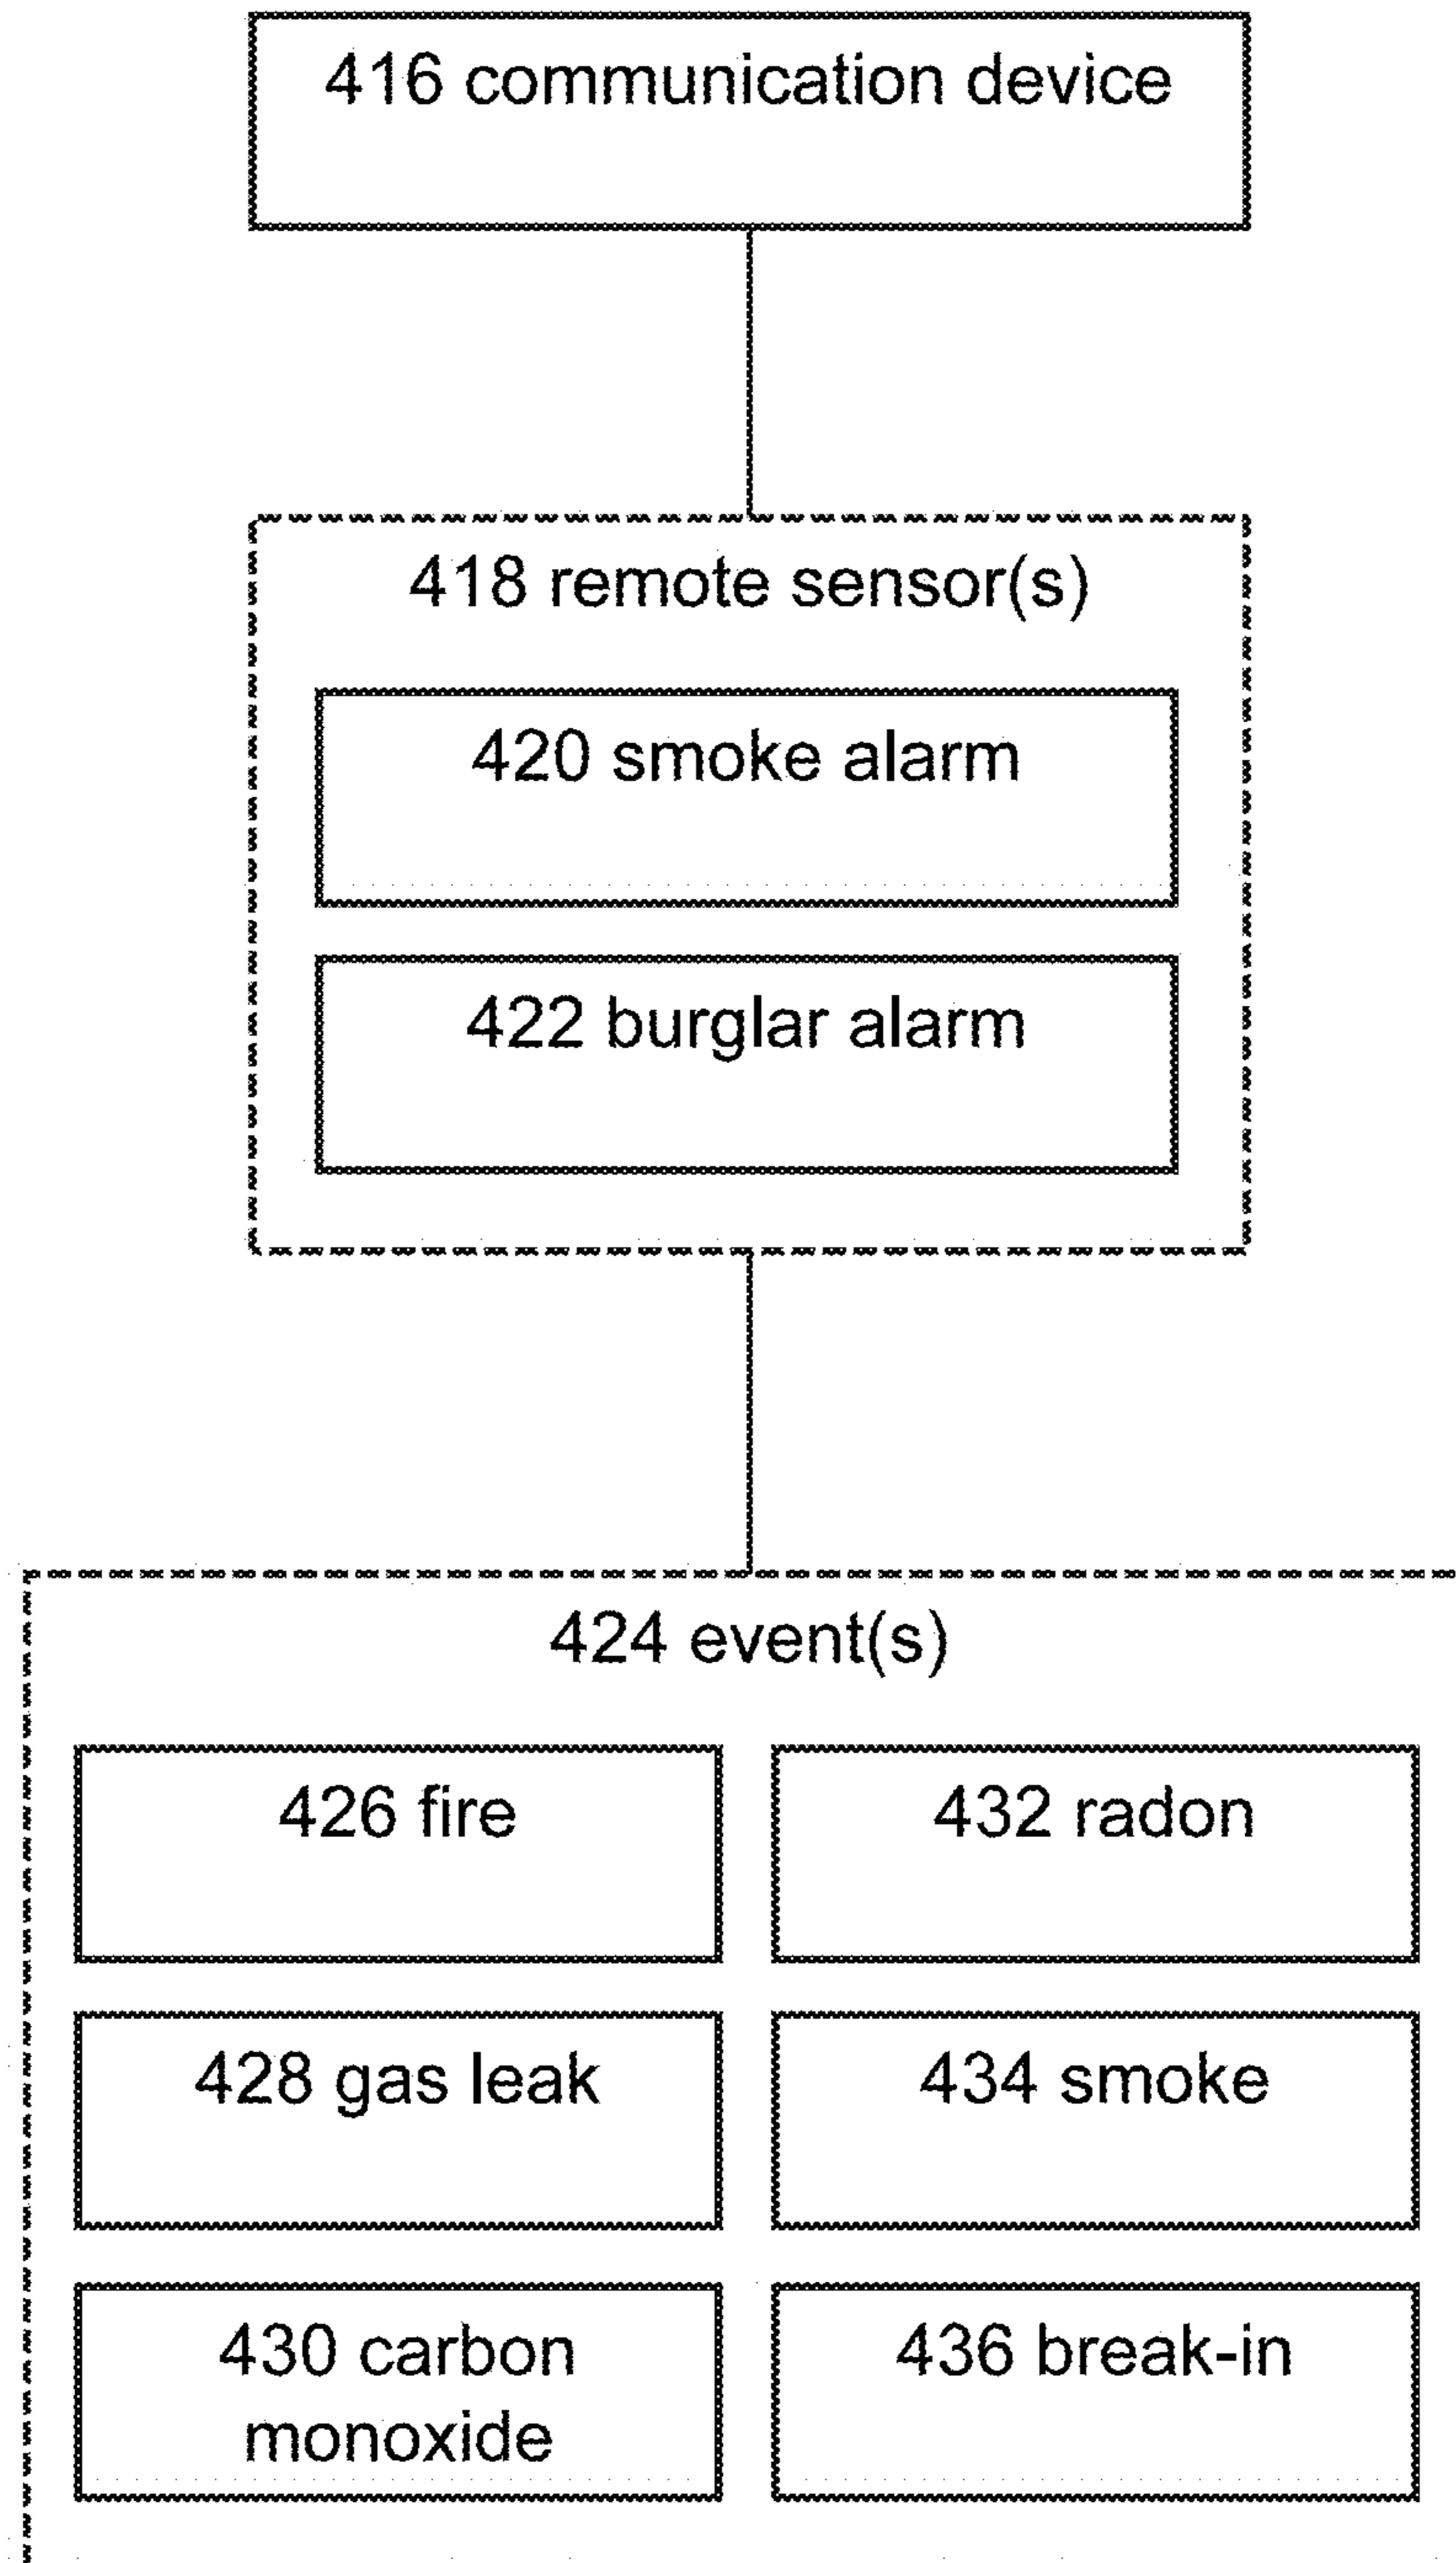 416 communication device
418 remote sensor(s)
420 smoke alarm
422 burglar alarm
424 event(s)
426 fire
432 radon
428 gas leak
434 smoke
430 carbon
monoxide
436 break-in